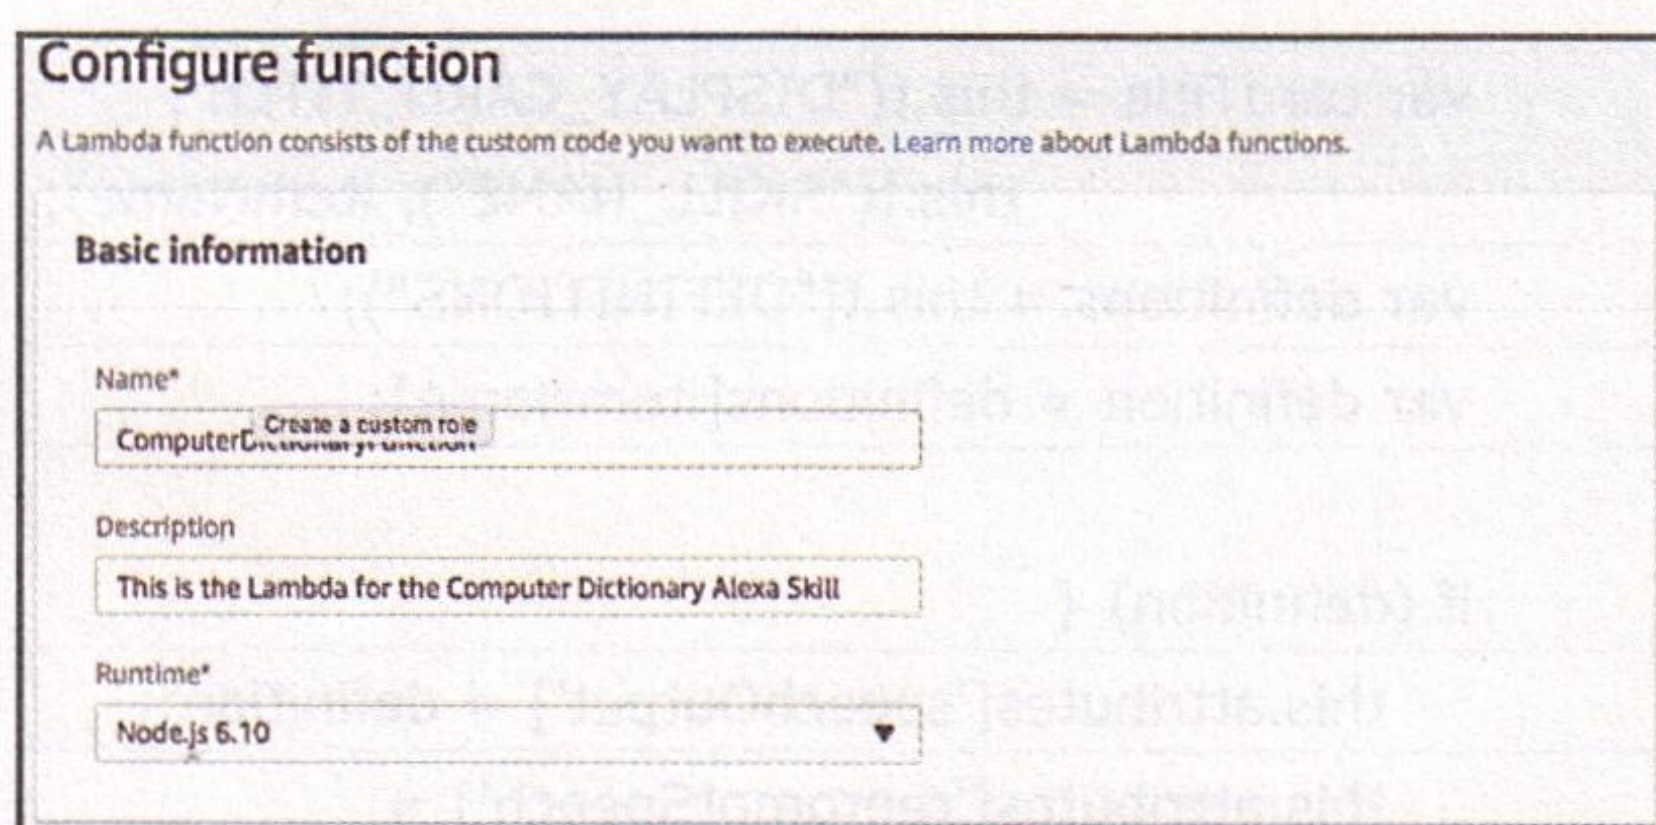 Configure function
A Lambda function consists of the custom code you want to execute. Learn more about Lambda functions.
Basic information
Name*
Create a custom role
ComputerDictionaryFunction
Description
This is the Lambda for the Computer Dictionary Alexa Skill
Runtime*
Node.js 6.10